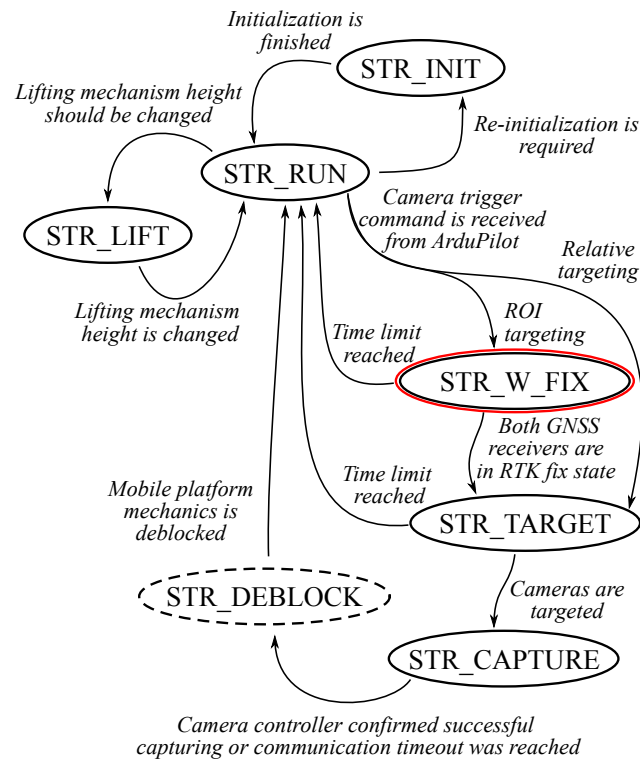 Initialization is
finished
STR_INIT
Lifting mechanism height
should be changed
Re-initialization is
required
STR_RUN
Camera trigger
command is received
from ArduPilot
STR_LIFT
Relative
targeting
Lifting mechanism
height is changed
ROI
targeting
Time limit
reached
STR_W_FIX
Both GNSS
receivers are
in RTK fix state
Time limit
reached
Mobile platform
mechanics is
deblocked
STR_TARGET
STR_DEBLOCK
Cameras are
targeted
STR_CAPTURE
Camera controller confirmed successful
capturing or communication timeout was reached